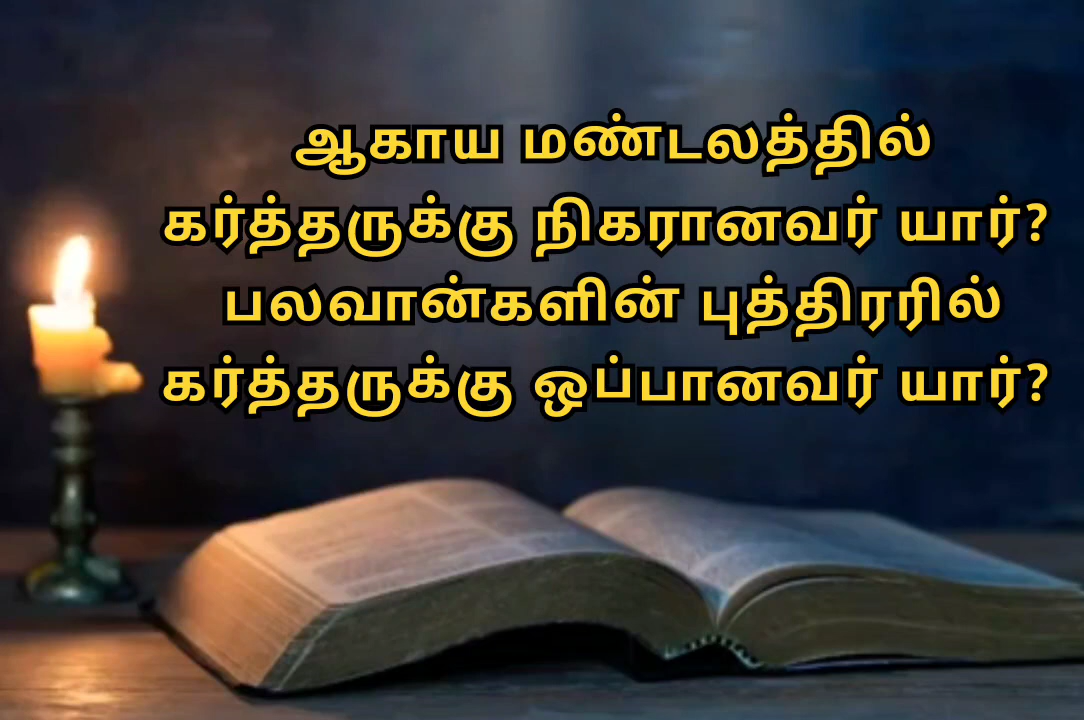 ஆகாய மண்டலத்தில்
கர்த்தருக்கு நிகரானவர் யார்?
பலவான்களின் புத்திரரில்
கர்த்தருக்கு ஒப்பானவர் யார்?